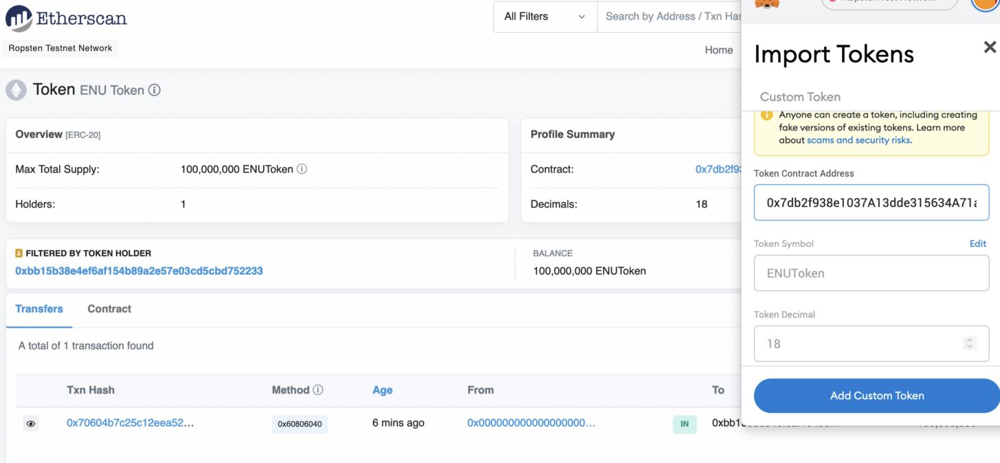 Etherscan
All Filters
Search by Address / Txn Has
Ropsten Testnet Network
Home
Token ENU Token
Overview [ERC-20]
Max Total Supply: 100,000,000 ENUToken
Holders: 1
Profile Summary
Contract: 0x7db2f93
Decimals: 18
FILTERED BY TOKEN HOLDER
0xbb15b38e4ef6af154b89a2e57e03cd5cbd752233
BALANCE
100,000,000 ENUToken
Transfers Contract
A total of 1 transaction found
Txn Hash Method Age From To
0x70604b7c25c12eea52... 0x60806040 6 mins ago 0x000000000000000000... IN
Import Tokens
Custom Token
Anyone can create a token, including creating
fake versions of existing tokens. Learn more
about scams and security risks.
Token Contract Address
0x7db2f938e1037A13dde315634A71a
Token Symbol Edit
ENUToken
Token Decimal
18
Add Custom Token